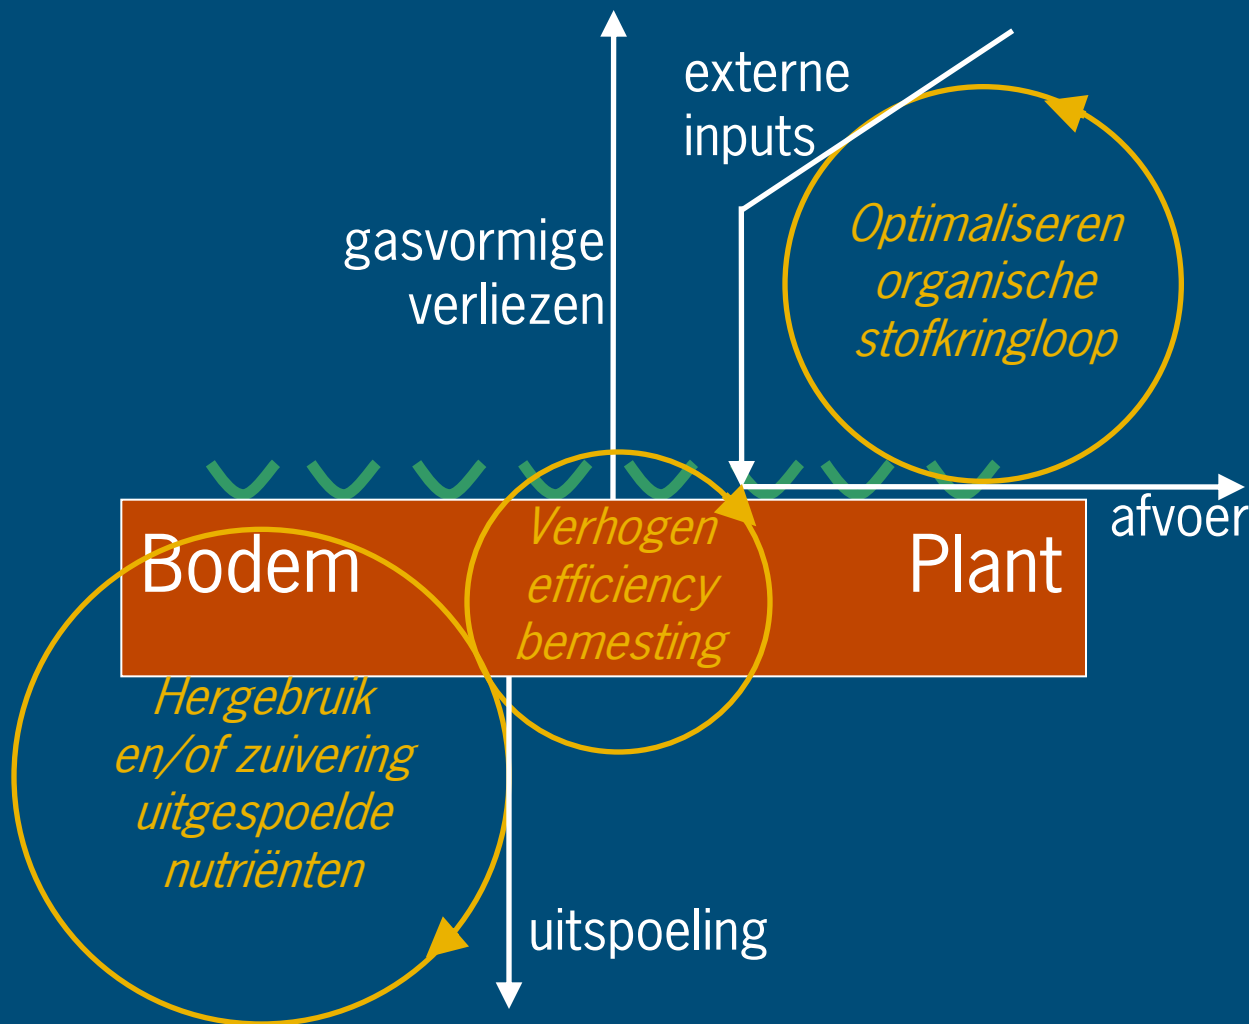 externe
inputs
gasvormige
verliezen
Optimaliseren
organische
stofkringloop
afvoer
Bodem
Verhogen
efficiency
bemesting
Plant
Hergebruik
en/of zuivering
uitgespoelde
nutriënten
uitspoeling